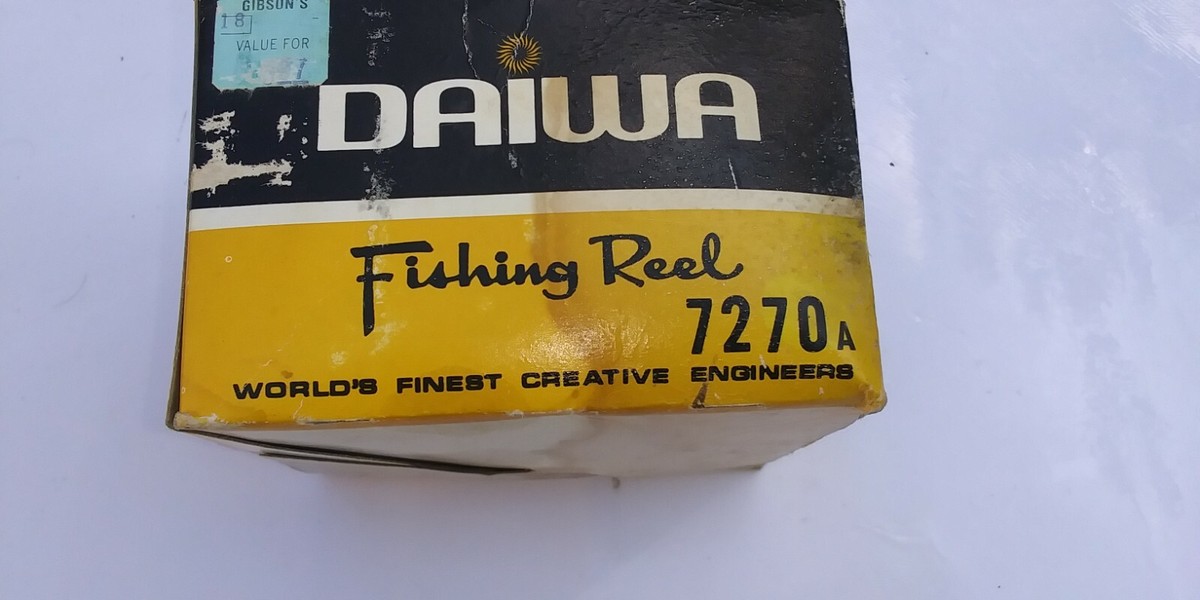 GIBSON'S
18
VALUE FOR
DAIWA
Fishing Reel
7270A
WORLD'S FINEST CREATIVE ENGINEERS